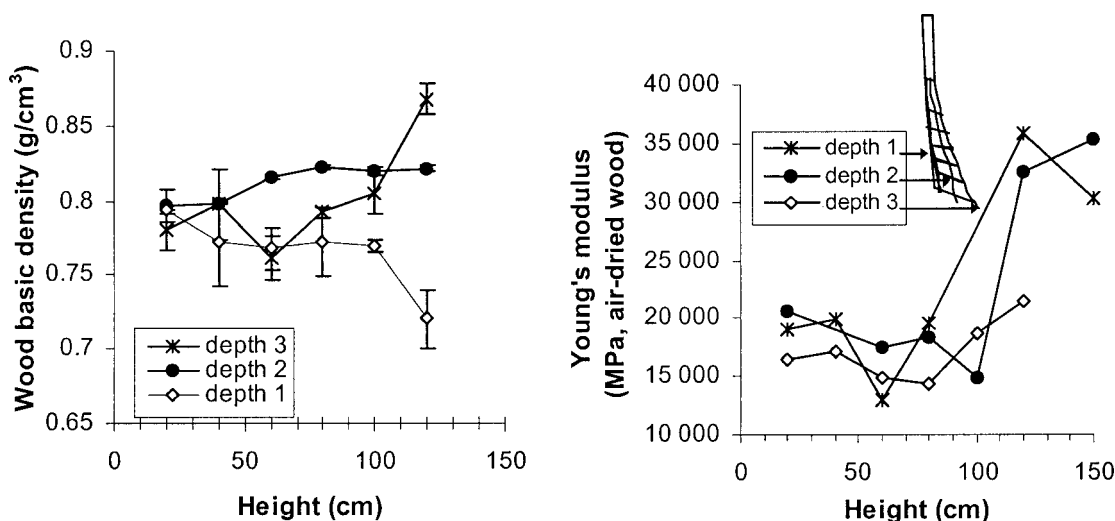 Wood basic density (g/cm³)
0.9
0.85
0.8
0.75
0.7
0.65
depth 3
depth 2
depth 1
0
50
100
150
Height (cm)
Young's modulus
(MPa, air-dried wood)
40 000
35 000
30 000
25 000
20 000
15 000
10 000
depth 1
depth 2
depth 3
0
50
100
150
Height (cm)